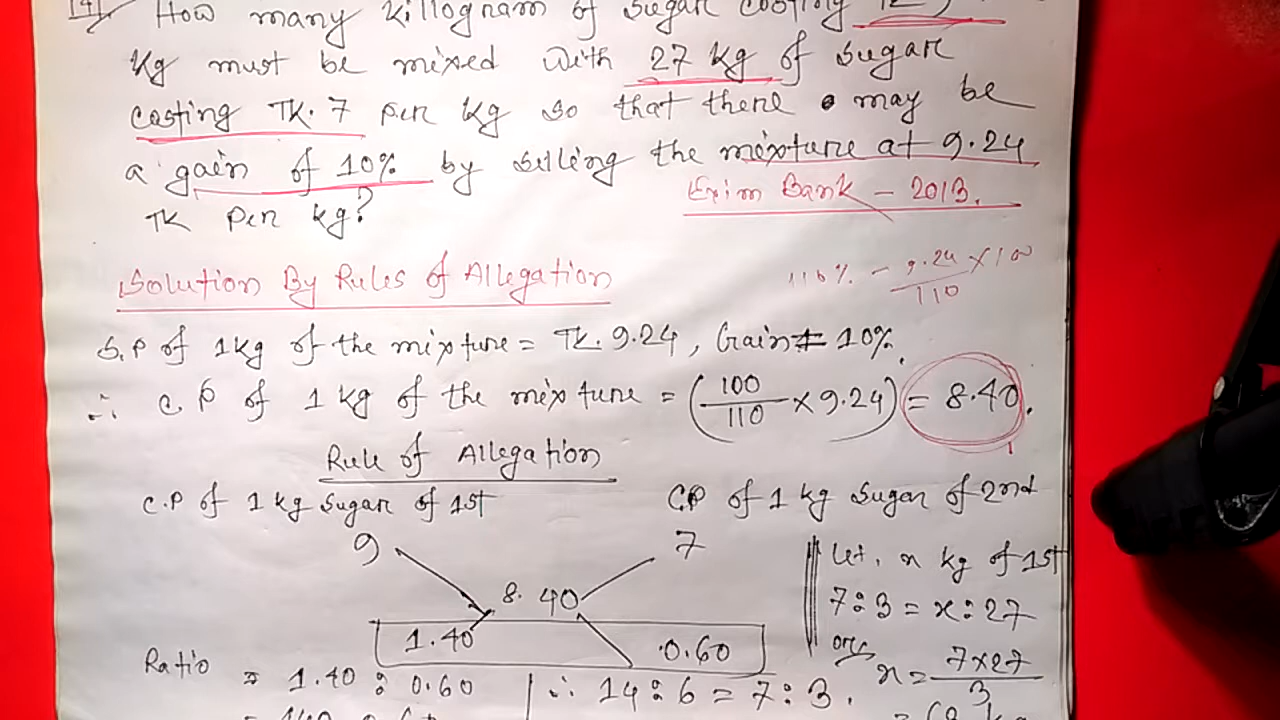 How many killogram of sugar costing TK
kg must be mixed with 27 kg of sugar
costing TK. 7 per kg so that there may be
a gain of 10% by selling the mixture at 9.24
TK per kg?
Exim Bank - 2013.
Solution By Rules of Allegation
110% - 9.24 × 100 / 110
S.P of 1kg of the mixture = TK. 9.24, Gain = 10%.
∴ C.P of 1 kg of the mixture = (100/110 × 9.24) = 8.40.
Rule of Allegation
C.P of 1 kg sugar of 1st
CP of 1 kg sugar of 2nd
9 7
8.40
1.40 0.60
Ratio = 1.40 : 0.60
∴ 14 : 6 = 7 : 3.
Let, x kg of 1st
7 : 3 = x : 27
or, x = 7×27 / 3